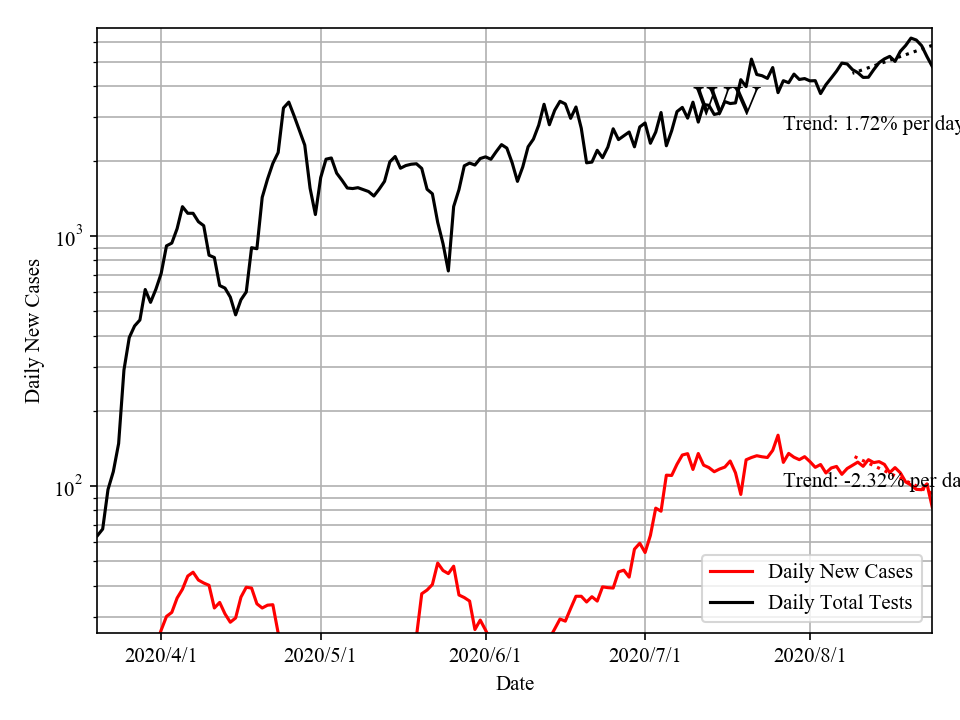 WV
Trend: 1.72% per day
10³
Daily New Cases
10²
Trend: -2.32% per da
Daily New Cases
Daily Total Tests
2020/4/1 2020/5/1 2020/6/1 2020/7/1 2020/8/1
Date